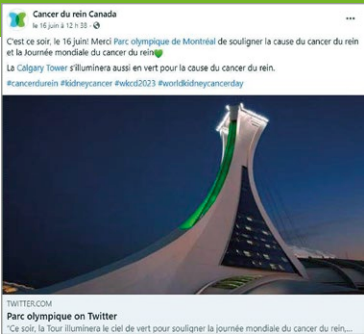 Cancer du rein Canada
le 16 juin à 12 h 38 ·
C'est ce soir, le 16 juin! Merci Parc olympique de Montréal de souligner la cause du cancer du rein
et la Journée mondiale du cancer du rein💚
La Calgary Tower s'illuminera aussi en vert pour la cause du cancer du rein.
#cancerdurein #kidneycancer #wkcd2023 #worldkidneycancerday
TWITTER.COM
Parc olympique on Twitter
"Ce soir, la Tour illuminera le ciel de vert pour souligner la journée mondiale du cancer du rein,...